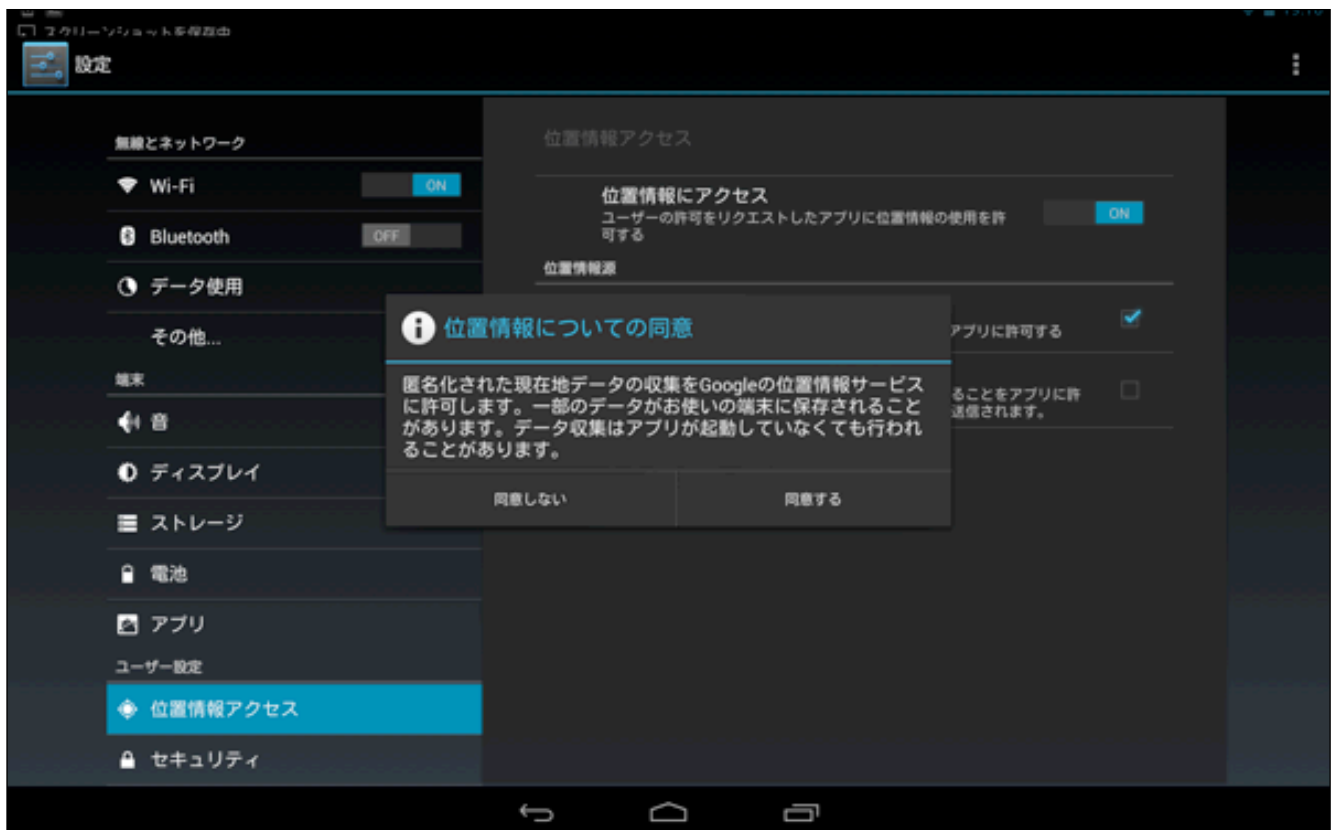 スクリーンショットを保存中
19:10
設定
無線とネットワーク
Wi-Fi
ON
Bluetooth
OFF
データ使用
その他...
端末
音
ディスプレイ
ストレージ
電池
アプリ
ユーザー設定
位置情報アクセス
セキュリティ
位置情報アクセス
位置情報にアクセス
ユーザーの許可をリクエストしたアプリに位置情報の使用を許
可する
ON
位置情報源
アプリに許可する
ることをアプリに許
送信されます。
位置情報についての同意
匿名化された現在地データの収集をGoogleの位置情報サービス
に許可します。一部のデータがお使いの端末に保存されること
があります。データ収集はアプリが起動していなくても行われ
ることがあります。
同意しない
同意する